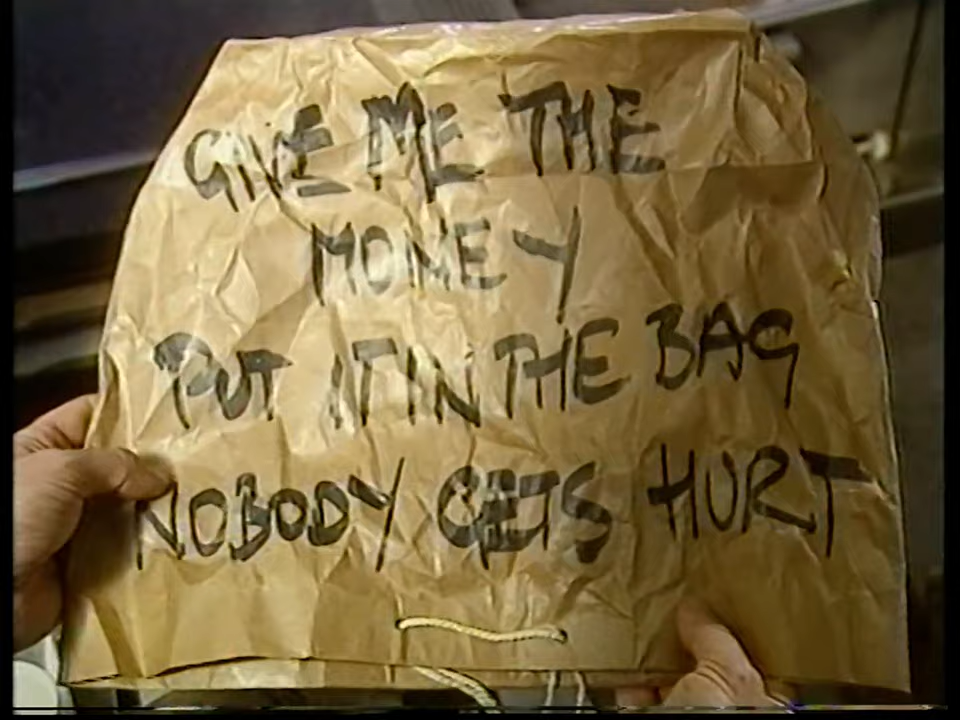 GIVE ME THE
MONEY
PUT IT IN THE BAG
NOBODY GETS HURT